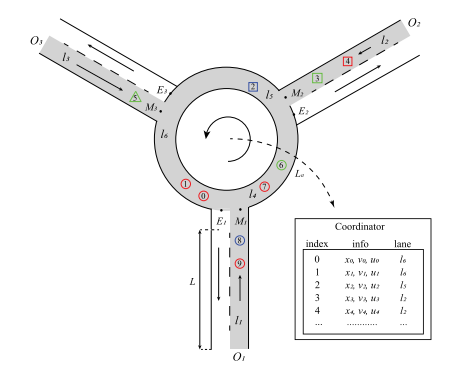 O₃
O₂
l₃
l₂
4
3
E₃
2
M₂
5
M₃
l₅
E₂
l₆
6
Lₐ
1
7
0
l₄
E₁
M₁
8
9
L
l₁
O₁
Coordinator
index info lane
0 x₀, v₀, u₀ l₆
1 x₁, v₁, u₁ l₆
2 x₂, v₂, u₂ l₅
3 x₃, v₃, u₃ l₂
4 x₄, v₄, u₄ l₂
... ............ ...